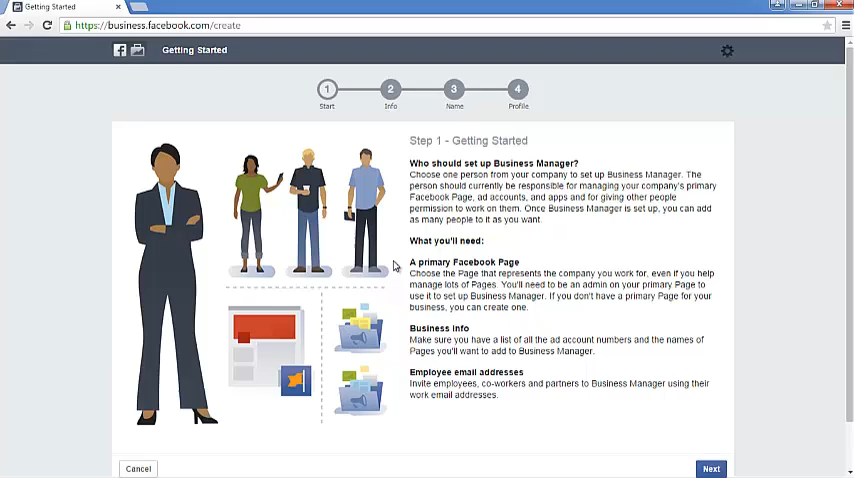 Getting Started
https://business.facebook.com/create
Getting Started
1 2 3 4
Start Info Name Profile
Step 1 - Getting Started
Who should set up Business Manager?
Choose one person from your company to set up Business Manager. The
person should currently be responsible for managing your company's primary
Facebook Page, ad accounts, and apps and for giving other people
permission to work on them. Once Business Manager is set up, you can add
as many people to it as you want.
What you'll need:
A primary Facebook Page
Choose the Page that represents the company you work for, even if you help
manage lots of Pages. You'll need to be an admin on your primary Page to
use it to set up Business Manager. If you don't have a primary Page for your
business, you can create one.
Business info
Make sure you have a list of all the ad account numbers and the names of
Pages you'll want to add to Business Manager.
Employee email addresses
Invite employees, co-workers and partners to Business Manager using their
work email addresses.
Cancel Next